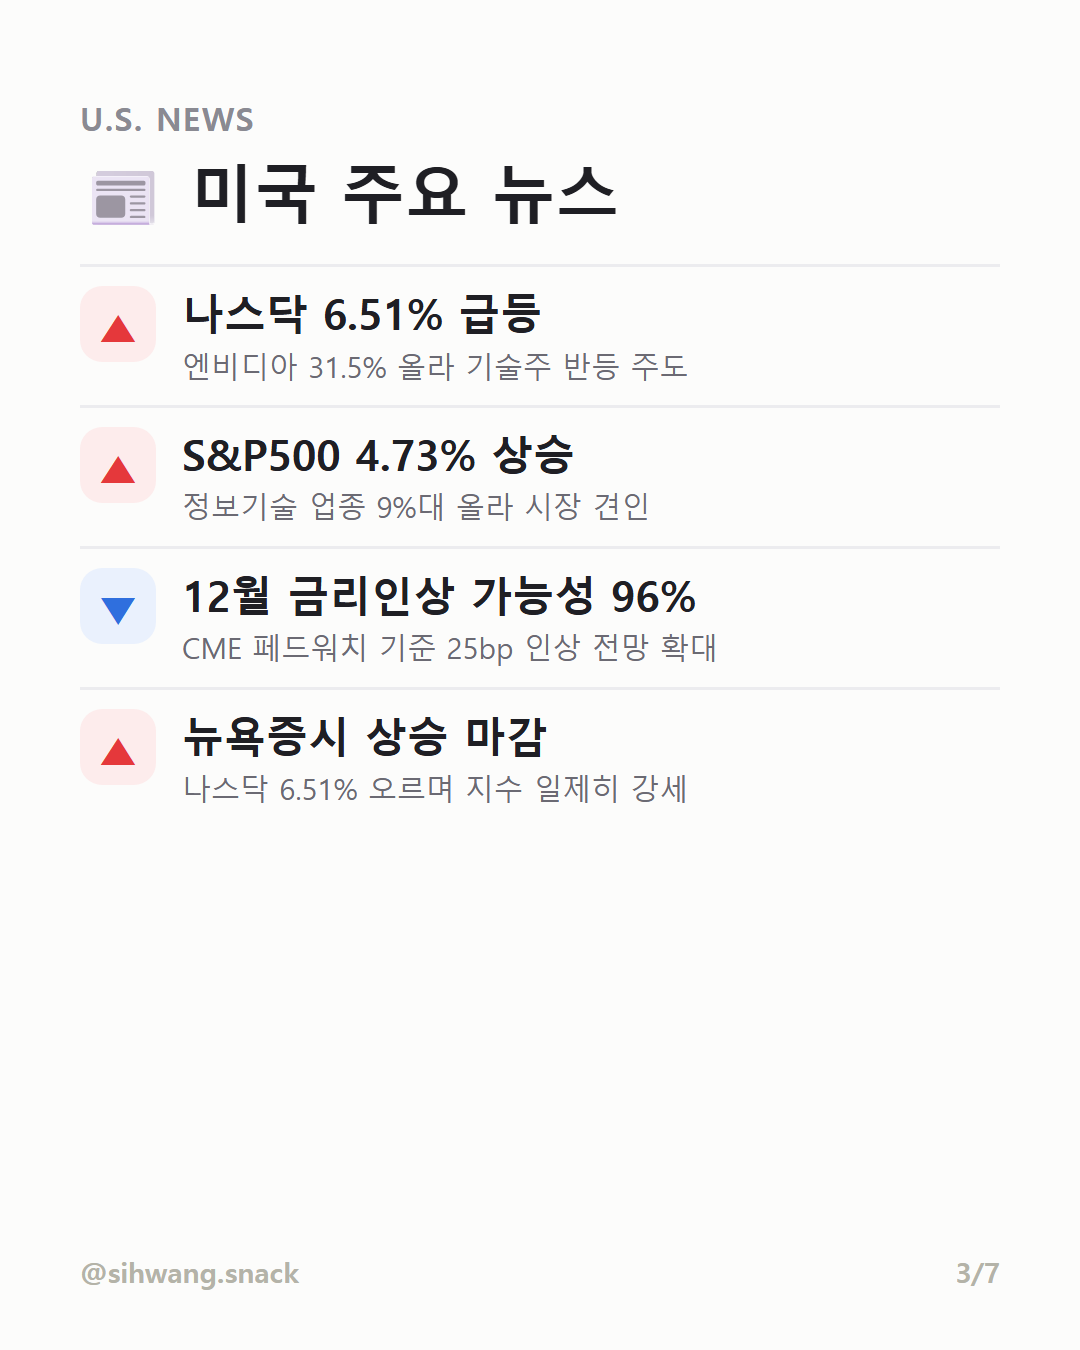 U.S. NEWS
미국 주요 뉴스
나스닥 6.51% 급등
엔비디아 31.5% 올라 기술주 반등 주도
S&P500 4.73% 상승
정보기술 업종 9%대 올라 시장 견인
12월 금리인상 가능성 96%
CME 페드워치 기준 25bp 인상 전망 확대
뉴욕증시 상승 마감
나스닥 6.51% 오르며 지수 일제히 강세
@sihwang.snack
3/7